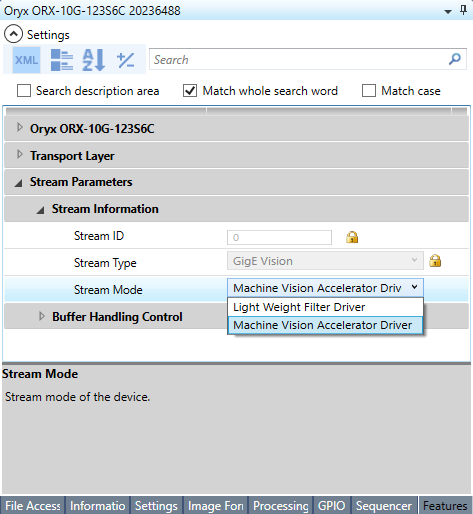 Oryx ORX-10G-123S6C 20236488
Settings
XML
A
Z
Search
Search description area
Match whole search word
Match case
Oryx ORX-10G-123S6C
Transport Layer
Stream Parameters
Stream Information
Stream ID 0
Stream Type GigE Vision
Stream Mode Machine Vision Accelerator Driv
Light Weight Filter Driver
Machine Vision Accelerator Driver
Buffer Handling Control
Stream Mode
Stream mode of the device.
File Access Informatio Settings Image Fon Processing GPIO Sequencer Features